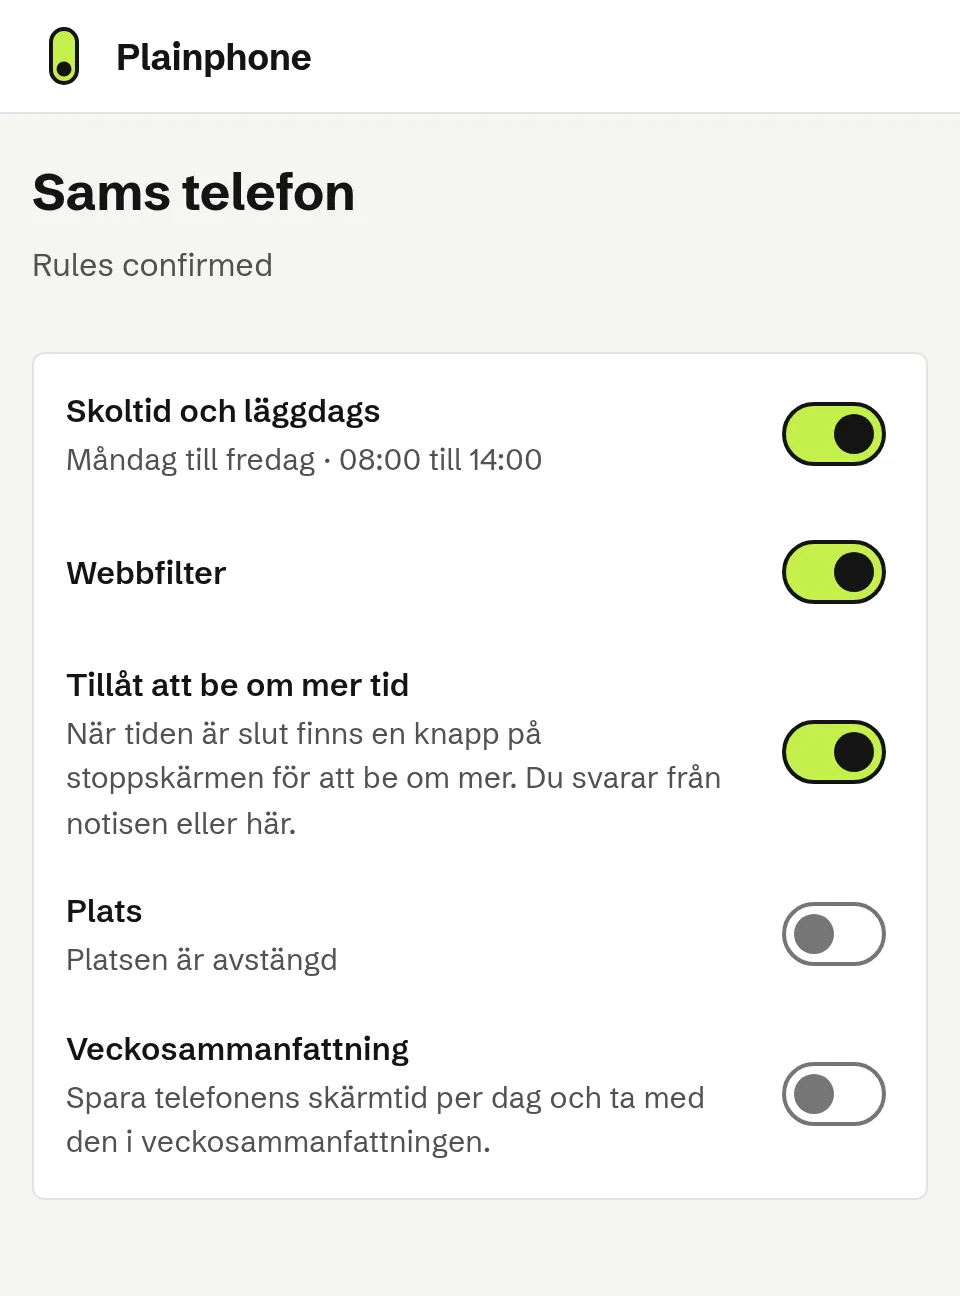 Plainphone
Sams telefon
Rules confirmed
Skoltid och läggdags
Måndag till fredag · 08:00 till 14:00
Webbfilter
Tillåt att be om mer tid
När tiden är slut finns en knapp på
stoppskärmen för att be om mer. Du svarar från
notisen eller här.
Plats
Platsen är avstängd
Veckosammanfattning
Spara telefonens skärmtid per dag och ta med
den i veckosammanfattningen.